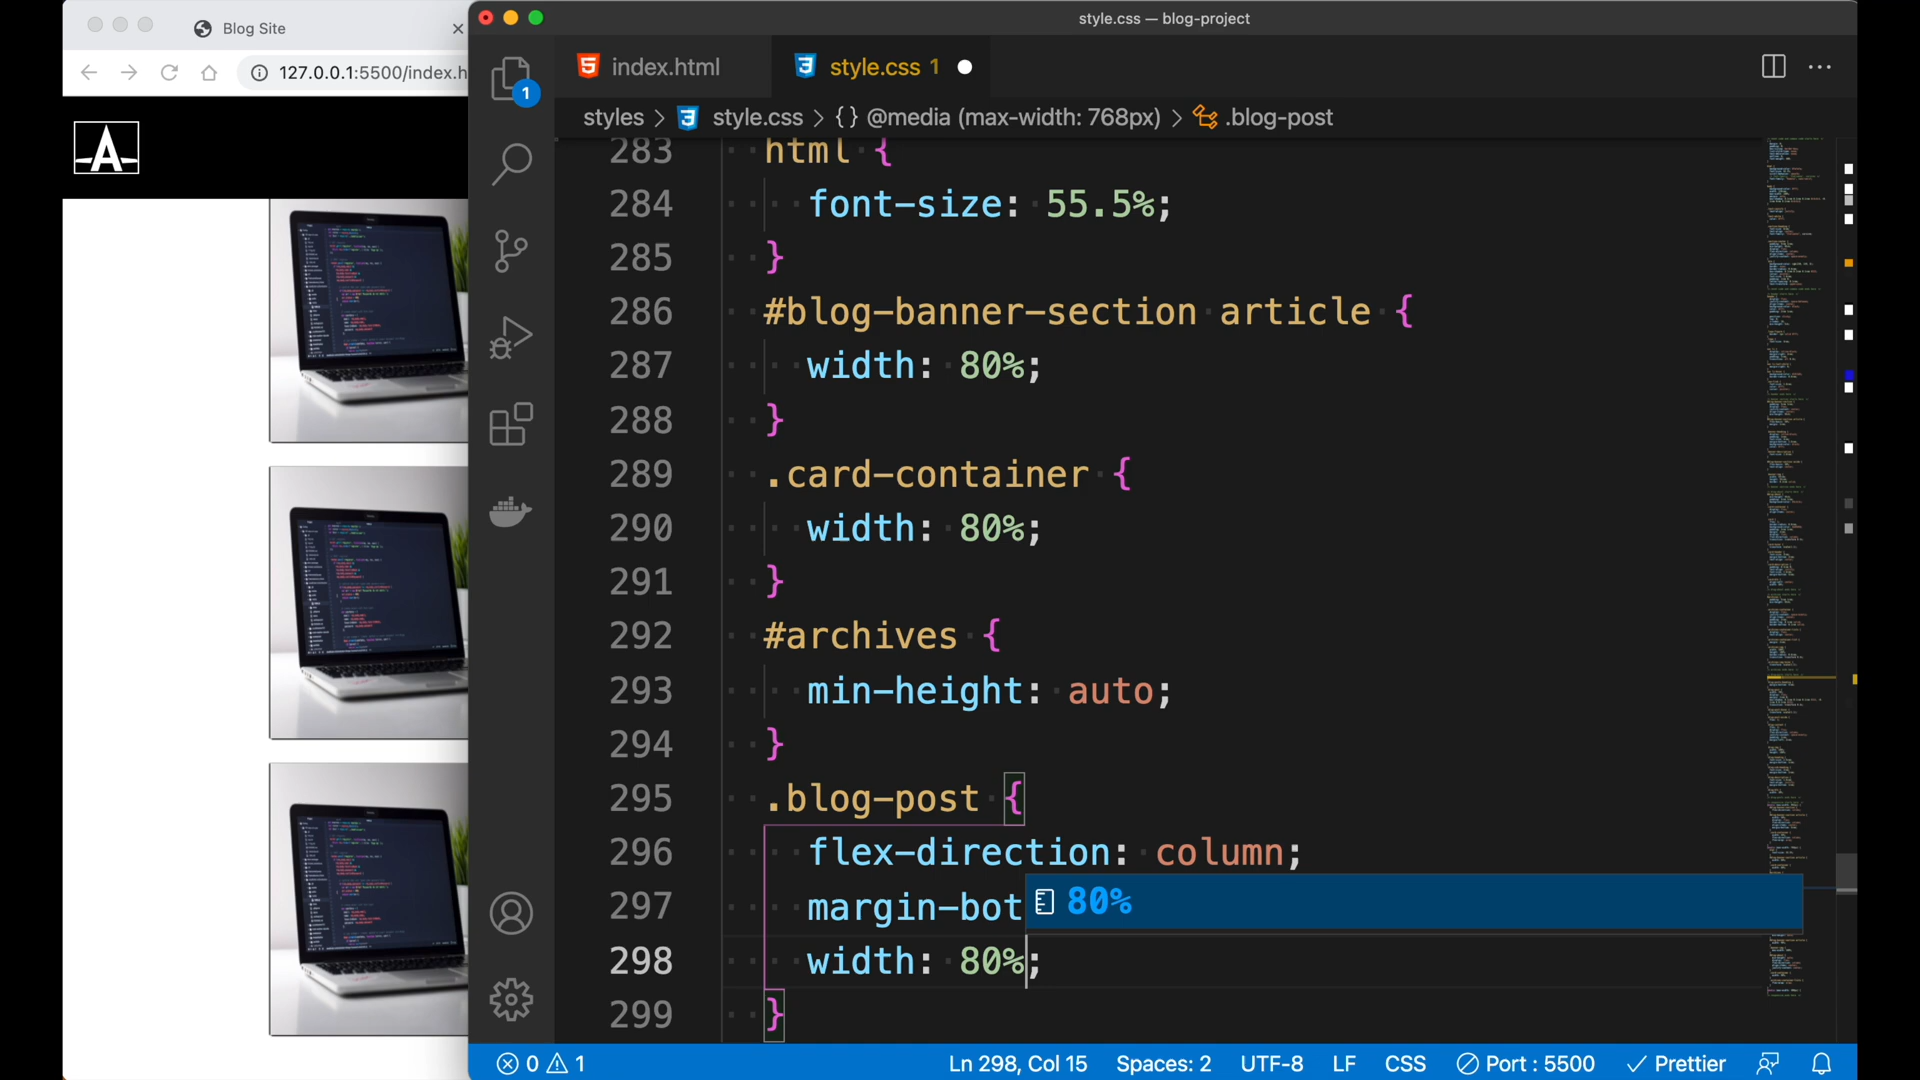 Blog Site
127.0.0.1:5500/index.h
style.css — blog-project
index.html
style.css 1
1
styles > style.css > {} @media (max-width: 768px) > .blog-post
283 html {
284 font-size: 55.5%;
285 }
286 #blog-banner-section article {
287 width: 80%;
288 }
289 .card-container {
290 width: 80%;
291 }
292 #archives {
293 min-height: auto;
294 }
295 .blog-post {
296 flex-direction: column;
297 margin-bot
80%
298 width: 80%;
299 }
0 1 Ln 298, Col 15 Spaces: 2 UTF-8 LF CSS Port : 5500 Prettier